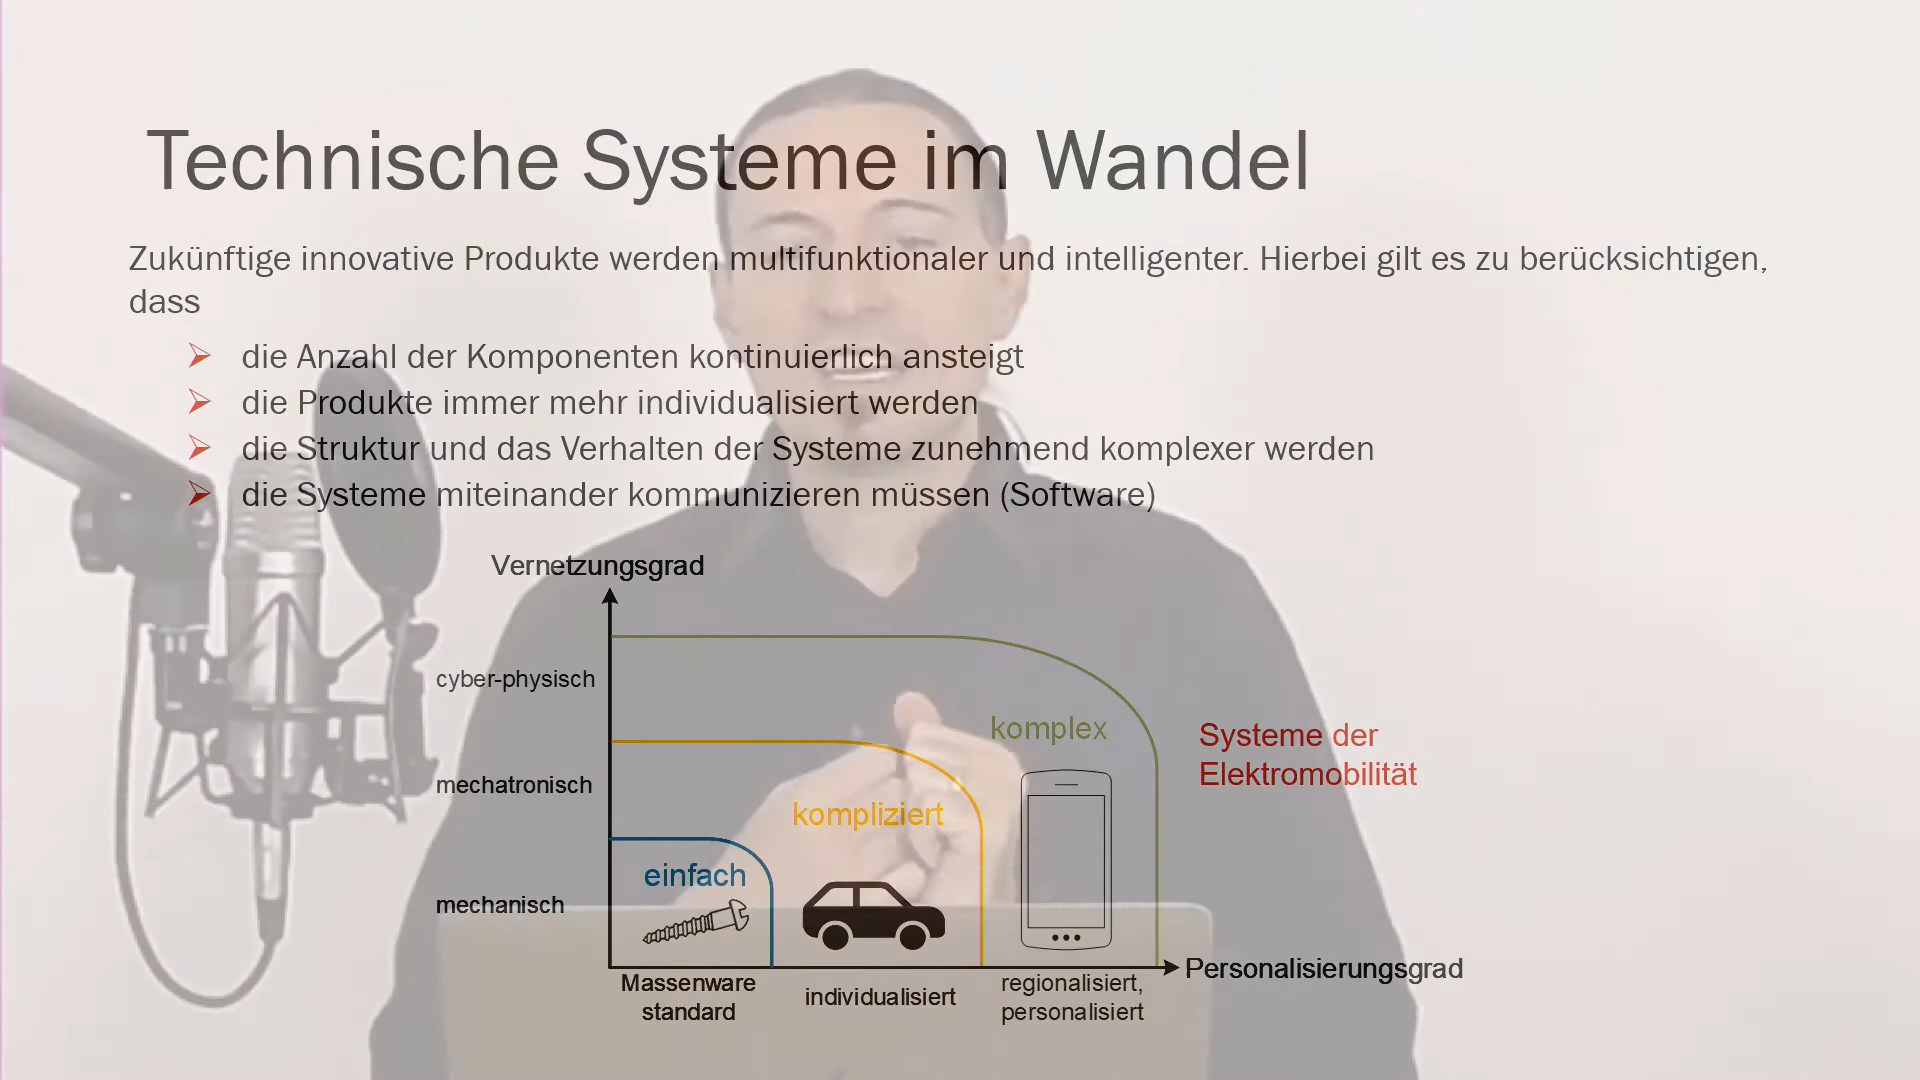 Technische Systeme im Wandel
Zukünftige innovative Produkte werden multifunktionaler und intelligenter. Hierbei gilt es zu berücksichtigen,
dass
die Anzahl der Komponenten kontinuierlich ansteigt
die Produkte immer mehr individualisiert werden
die Struktur und das Verhalten der Systeme zunehmend komplexer werden
die Systeme miteinander kommunizieren müssen (Software)
Vernetzungsgrad
cyber-physisch
komplex
Systeme der
Elektromobilität
mechatronisch
kompliziert
einfach
mechanisch
Personalisierungsgrad
Massenware
standard
individualisiert
regionalisiert,
personalisiert